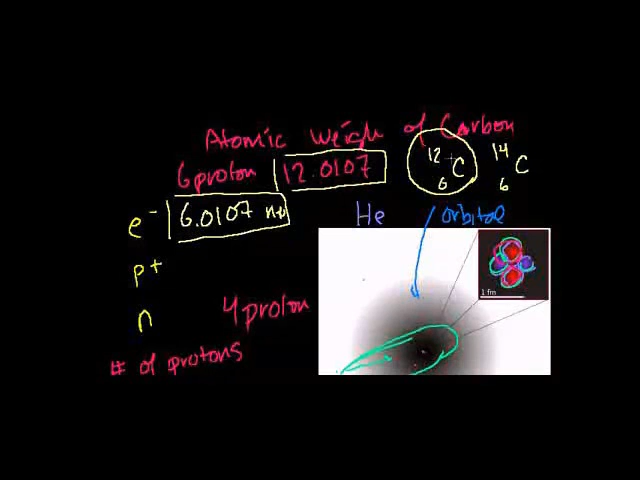 Atomic Weigh of Carbon
6 proton 12.0107 12 6 C 14 6 C
e- 6.0107 He orbital
p+
1 fm
n 4 proton
# of protons